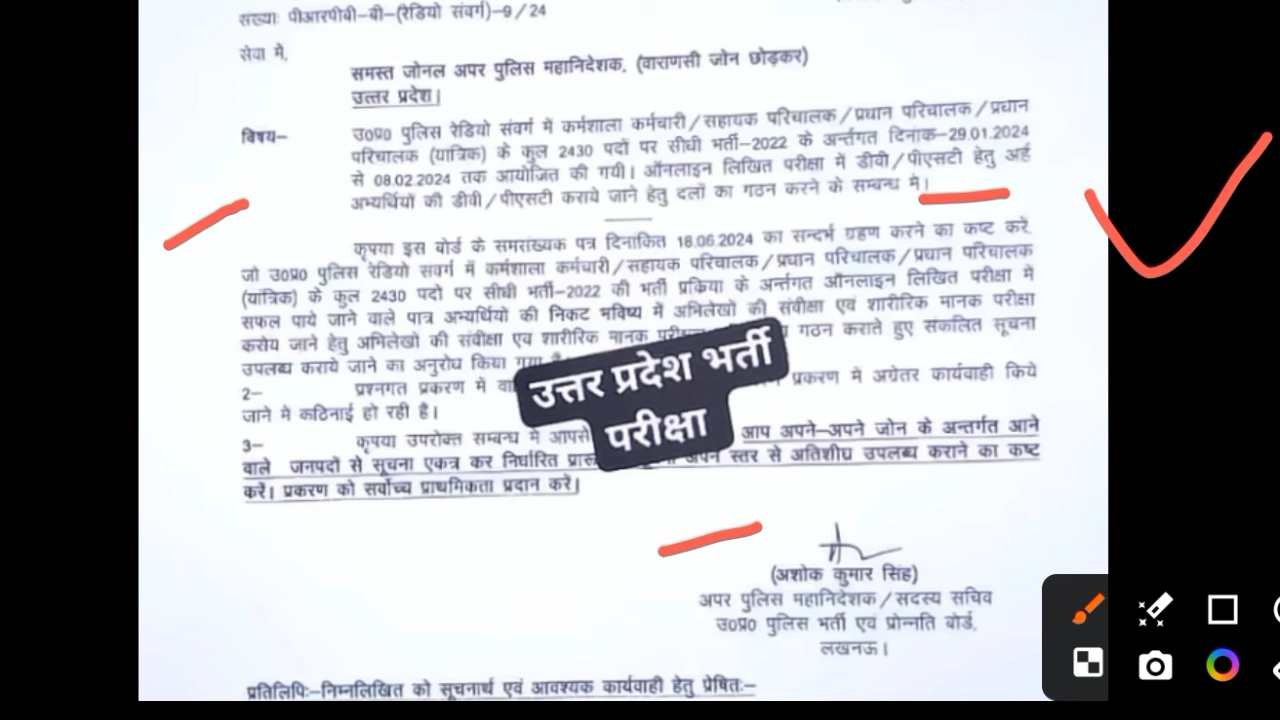 संख्याः पीआरपीबी–बी–(रेडियो संवर्ग)–9/24
सेवा में,
समस्त जोनल अपर पुलिस महानिदेशक, (वाराणसी जोन छोड़कर)
उत्तर प्रदेश।
विषय–
उ0प्र0 पुलिस रेडियो संवर्ग में कर्मशाला कर्मचारी/सहायक परिचालक/प्रधान परिचालक/प्रधान
परिचालक (यांत्रिक) के कुल 2430 पदों पर सीधी भर्ती–2022 के अर्न्तगत दिनांक–29.01.2024
से 08.02.2024 तक आयोजित की गयी। ऑनलाइन लिखित परीक्षा में डीवी/पीएसटी हेतु अर्ह
अभ्यर्थियों की डीवी/पीएसटी कराये जाने हेतु दलों का गठन करने के सम्बन्ध में।
कृपया इस बोर्ड के समसंख्यक पत्र दिनांकित 18.06.2024 का सन्दर्भ ग्रहण करने का कष्ट करें,
जो उ0प्र0 पुलिस रेडियो संवर्ग में कर्मशाला कर्मचारी/सहायक परिचालक/प्रधान परिचालक/प्रधान परिचालक
(यांत्रिक) के कुल 2430 पदो पर सीधी भर्ती–2022 की भर्ती प्रकिया के अर्न्तगत ऑनलाइन लिखित परीक्षा में
सफल पाये जाने वाले पात्र अभ्यर्थियों की निकट भविष्य में अभिलेखो की संवीक्षा एवं शारीरिक मानक परीक्षा
करोय जाने हेतु अभिलेखो की संवीक्षा एव शारीरिक मानक गठन कराते हुए संकलित सूचना
उपलब्ध कराये जाने का अनुरोध किया गया
2– प्रश्नगत प्रकरण में प्रकरण में अग्रेतर कार्यवाही किये
जाने में कठिनाई हो रही है।
3– कृपया उपरोक्त सम्बन्ध में आपसे आप अपने–अपने जोन के अन्तर्गत आने
वाले जनपदों से सूचना एकत्र कर निर्धारित अपने स्तर से अतिशीघ्र उपलब्ध कराने का कष्ट
करें। प्रकरण को सर्वोच्च प्राथमिकता प्रदान करें।
उत्तर प्रदेश भर्ती
परीक्षा
(अशोक कुमार सिंह)
अपर पुलिस महानिदेशक/सदस्य सचिव
उ0प्र0 पुलिस भर्ती एवं प्रोन्नति बोर्ड,
लखनऊ।
प्रतिलिपिः–निम्नलिखित को सूचनार्थ एवं आवश्यक कार्यवाही हेतु प्रेषितः–